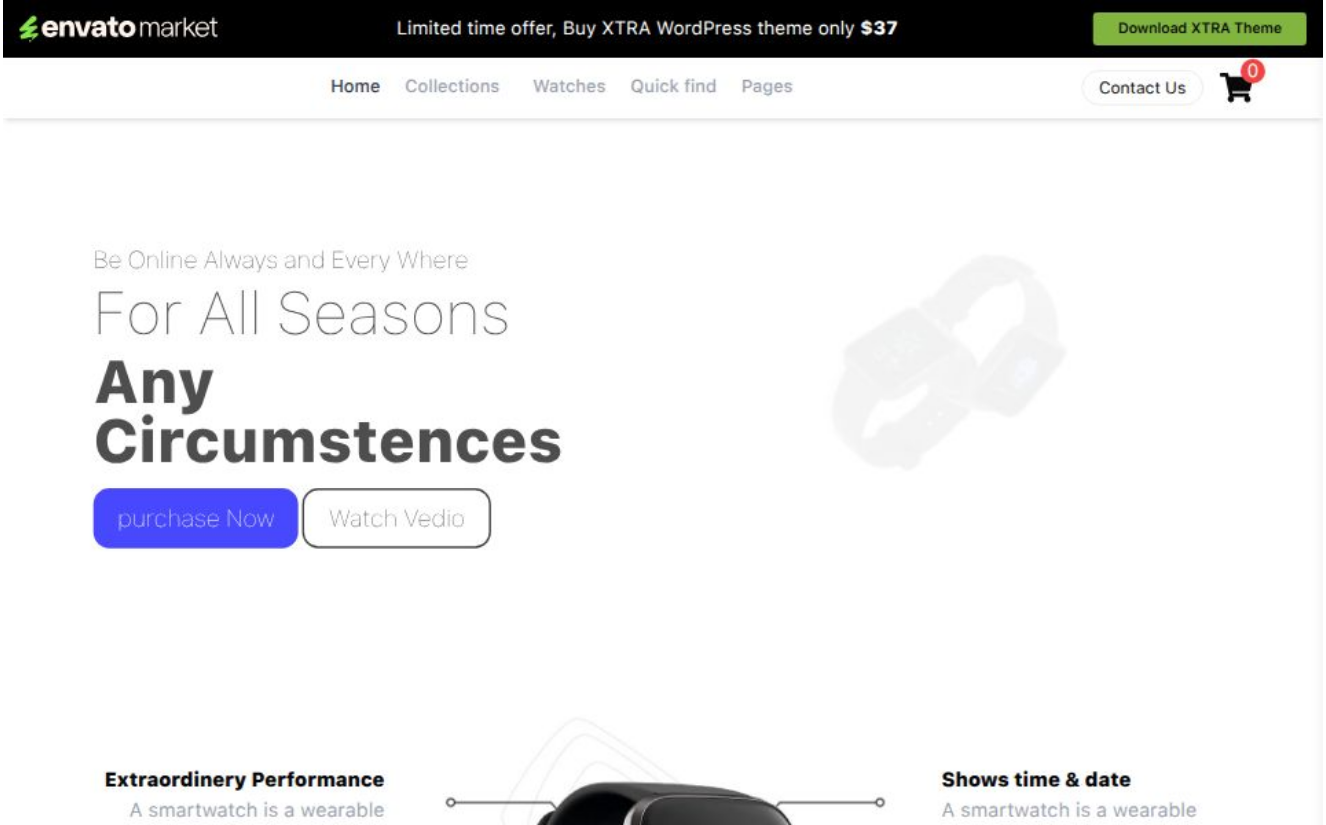 envato market
Limited time offer, Buy XTRA WordPress theme only $37
Download XTRA Theme
Home Collections Watches Quick find Pages
Contact Us
0
Be Online Always and Every Where
For All Seasons
Any
Circumstences
purchase Now
Watch Vedio
Extraordinery Performance
A smartwatch is a wearable
Shows time & date
A smartwatch is a wearable